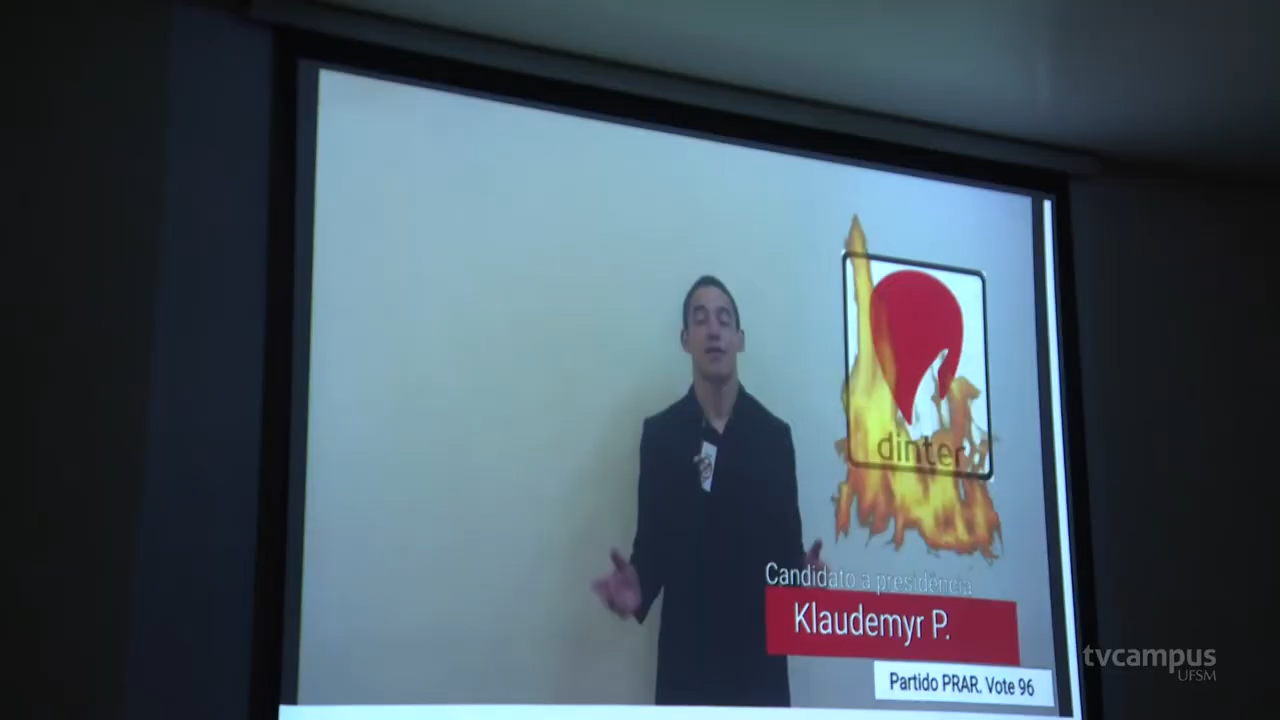 dinter
Candidato a presidência
Klaudemyr P.
Partido PRAR. Vote 96
tvcampus
UFSM